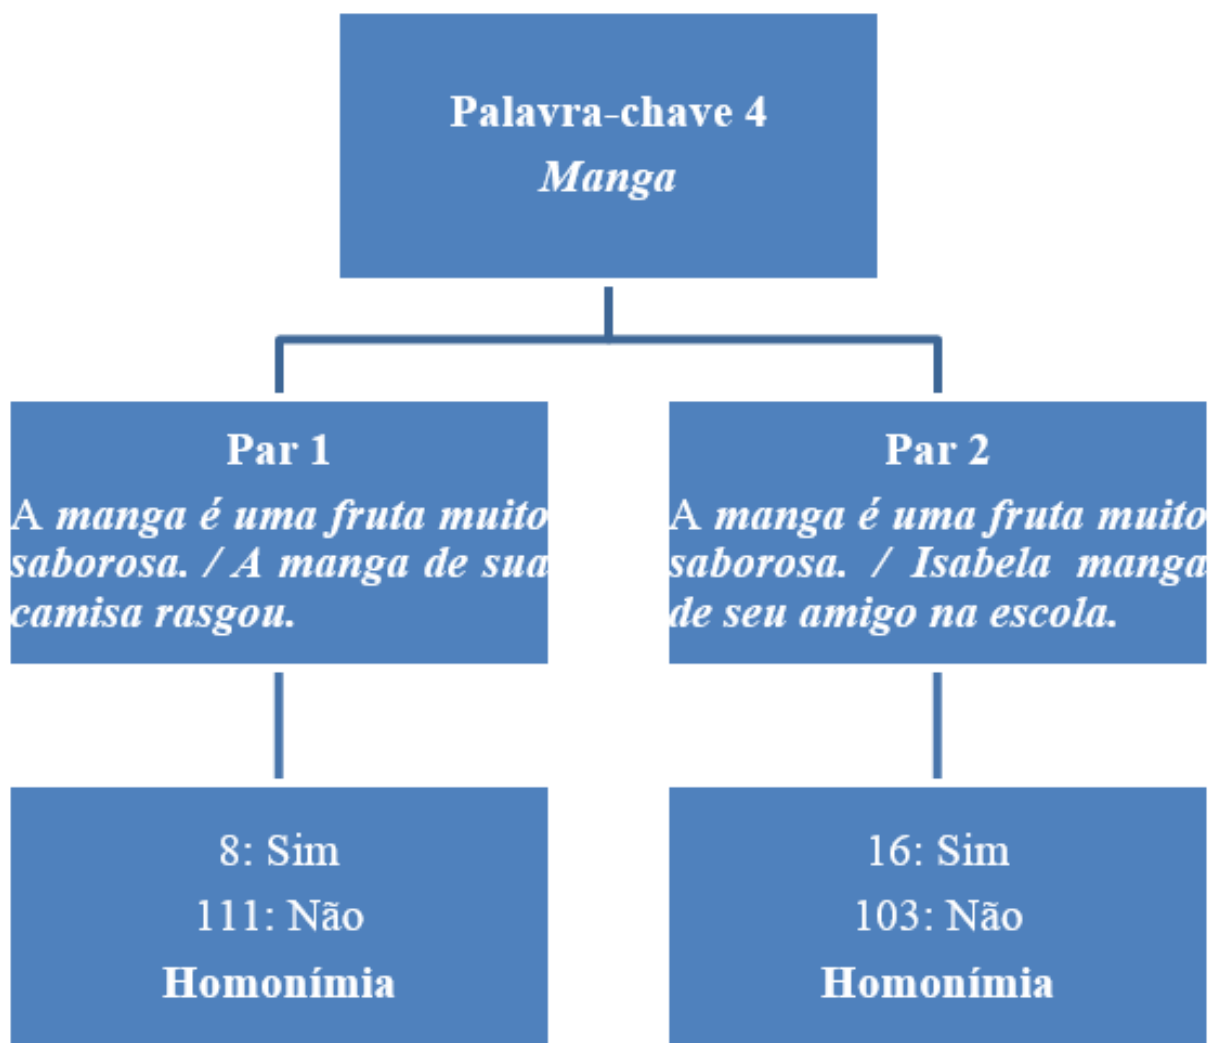 Palavra-chave 4
Manga
Par 1
A manga é uma fruta muito
saborosa. / A manga de sua
camisa rasgou.
Par 2
A manga é uma fruta muito
saborosa. / Isabela manga
de seu amigo na escola.
8: Sim
111: Não
Homonímia
16: Sim
103: Não
Homonímia